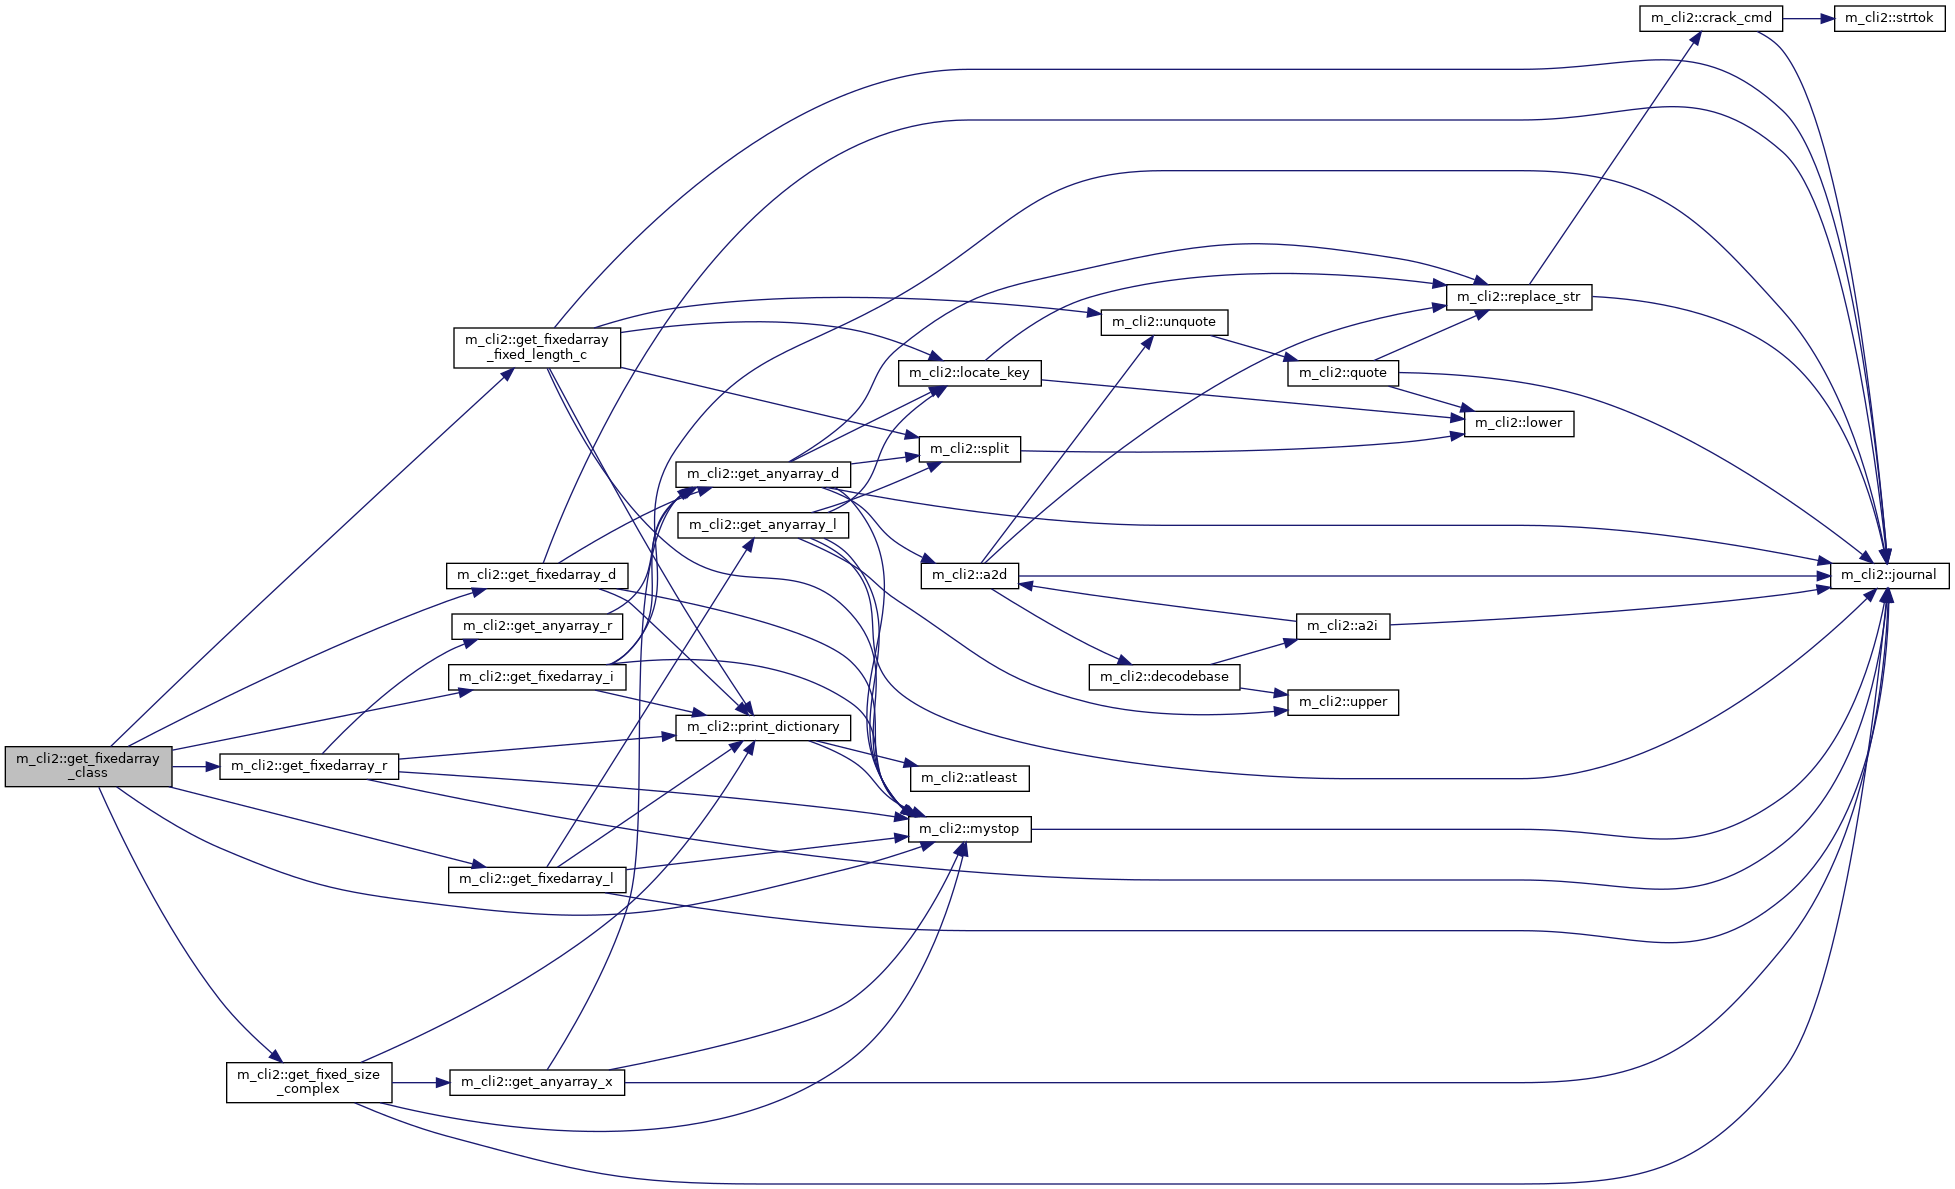 m_cli2::crack_cmd
m_cli2::strtok
m_cli2::replace_str
m_cli2::unquote
m_cli2::get_fixedarray
_fixed_length_c
m_cli2::locate_key
m_cli2::quote
m_cli2::lower
m_cli2::split
m_cli2::get_anyarray_d
m_cli2::get_anyarray_l
m_cli2::get_fixedarray_d
m_cli2::a2d
m_cli2::journal
m_cli2::get_anyarray_r
m_cli2::a2i
m_cli2::get_fixedarray_i
m_cli2::decodebase
m_cli2::upper
m_cli2::print_dictionary
m_cli2::get_fixedarray
_class
m_cli2::get_fixedarray_r
m_cli2::atleast
m_cli2::mystop
m_cli2::get_fixedarray_l
m_cli2::get_fixed_size
_complex
m_cli2::get_anyarray_x